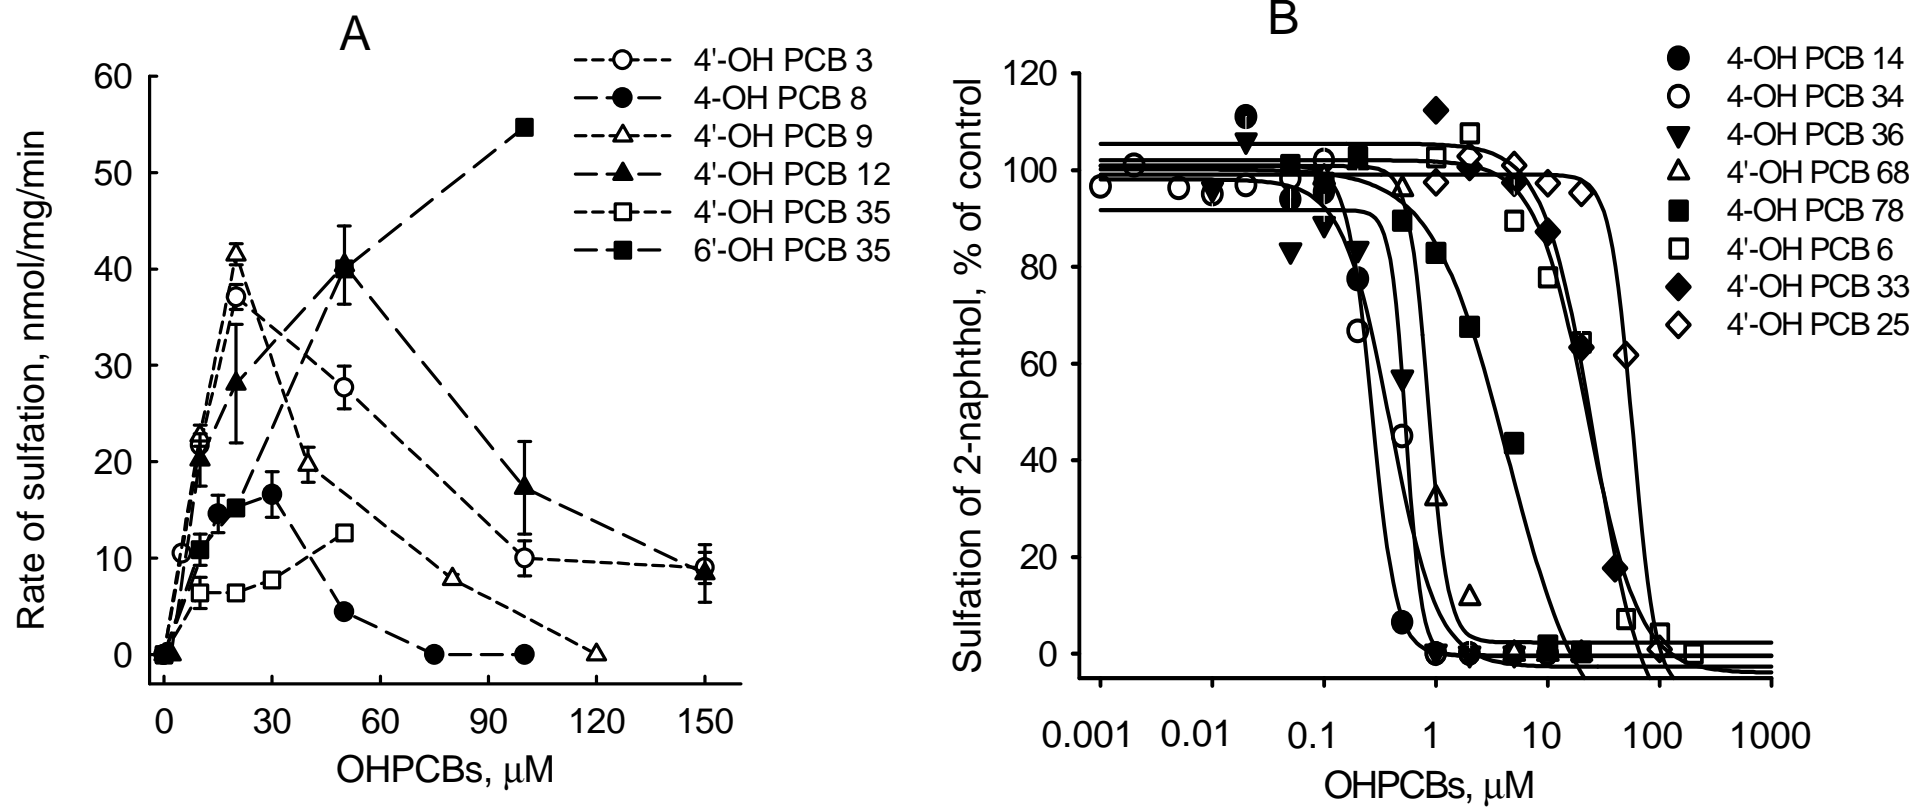 A
4'-OH PCB 3
4-OH PCB 8
4'-OH PCB 9
4'-OH PCB 12
4'-OH PCB 35
6'-OH PCB 35
Rate of sulfation, nmol/mg/min
60
50
40
30
20
10
0
0 30 60 90 120 150
OHPCBs, μM
B
4-OH PCB 14
4-OH PCB 34
4-OH PCB 36
4'-OH PCB 68
4-OH PCB 78
4'-OH PCB 6
4'-OH PCB 33
4'-OH PCB 25
Sulfation of 2-naphthol, % of control
120
100
80
60
40
20
0
0.001 0.01 0.1 1 10 100 1000
OHPCBs, μM